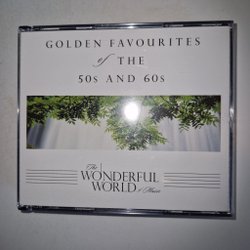 GOLDEN FAVOURITES
of THE
50s AND 60s
The
WONDERFUL
WORLD of Music